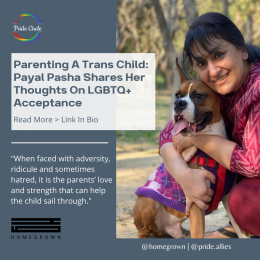 Pride Circle
Parenting A Trans Child:
Payal Pasha Shares Her
Thoughts On LGBTQ+
Acceptance
Read More > Link In Bio
"When faced with adversity,
ridicule and sometimes
hatred, it is the parents' love
and strength that can help
the child sail through."
HOMEGROWN
@homegrown | @pride.allies